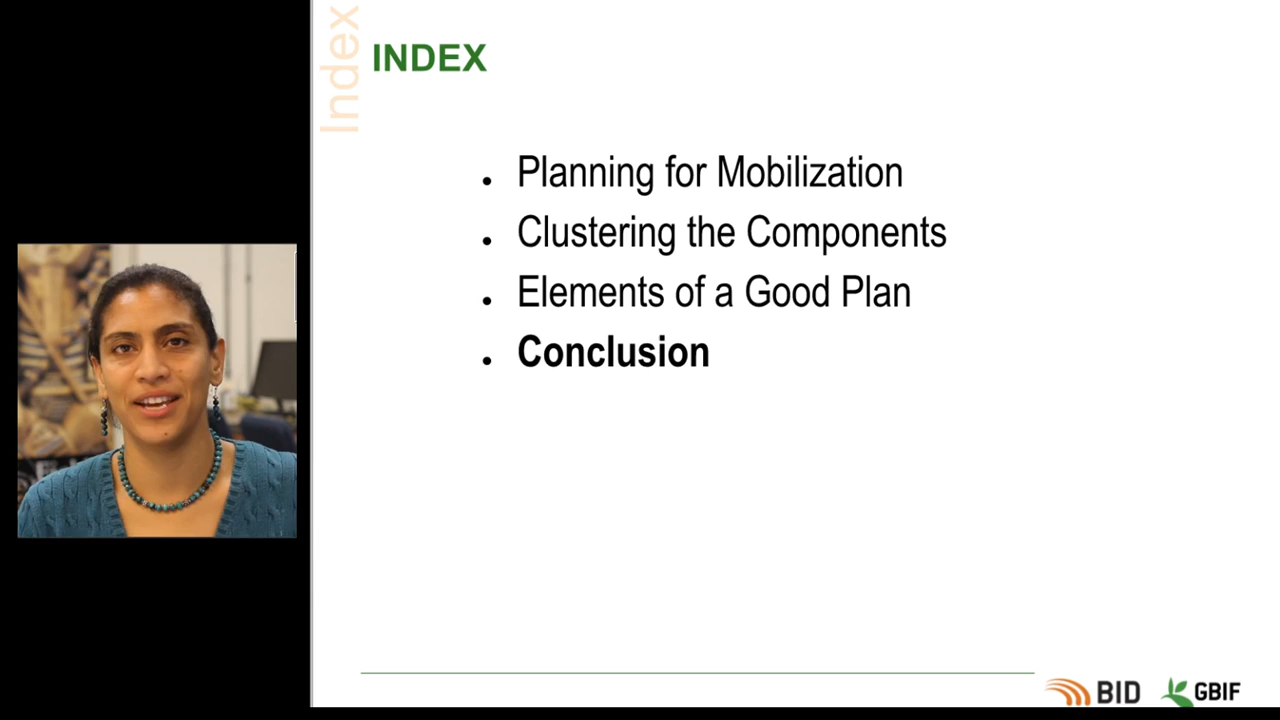 Index
INDEX
Planning for Mobilization
Clustering the Components
Elements of a Good Plan
Conclusion
BID
GBIF